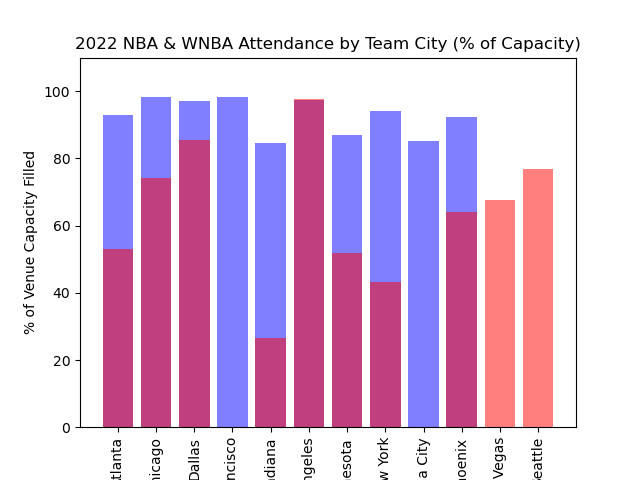 2022 NBA & WNBA Attendance by Team City (% of Capacity)
% of Venue Capacity Filled
100
80
60
40
20
0
tlanta
hicago
Dallas
ncisco
diana
ngeles
esota
w York
a City
oenix
Vegas
eattle